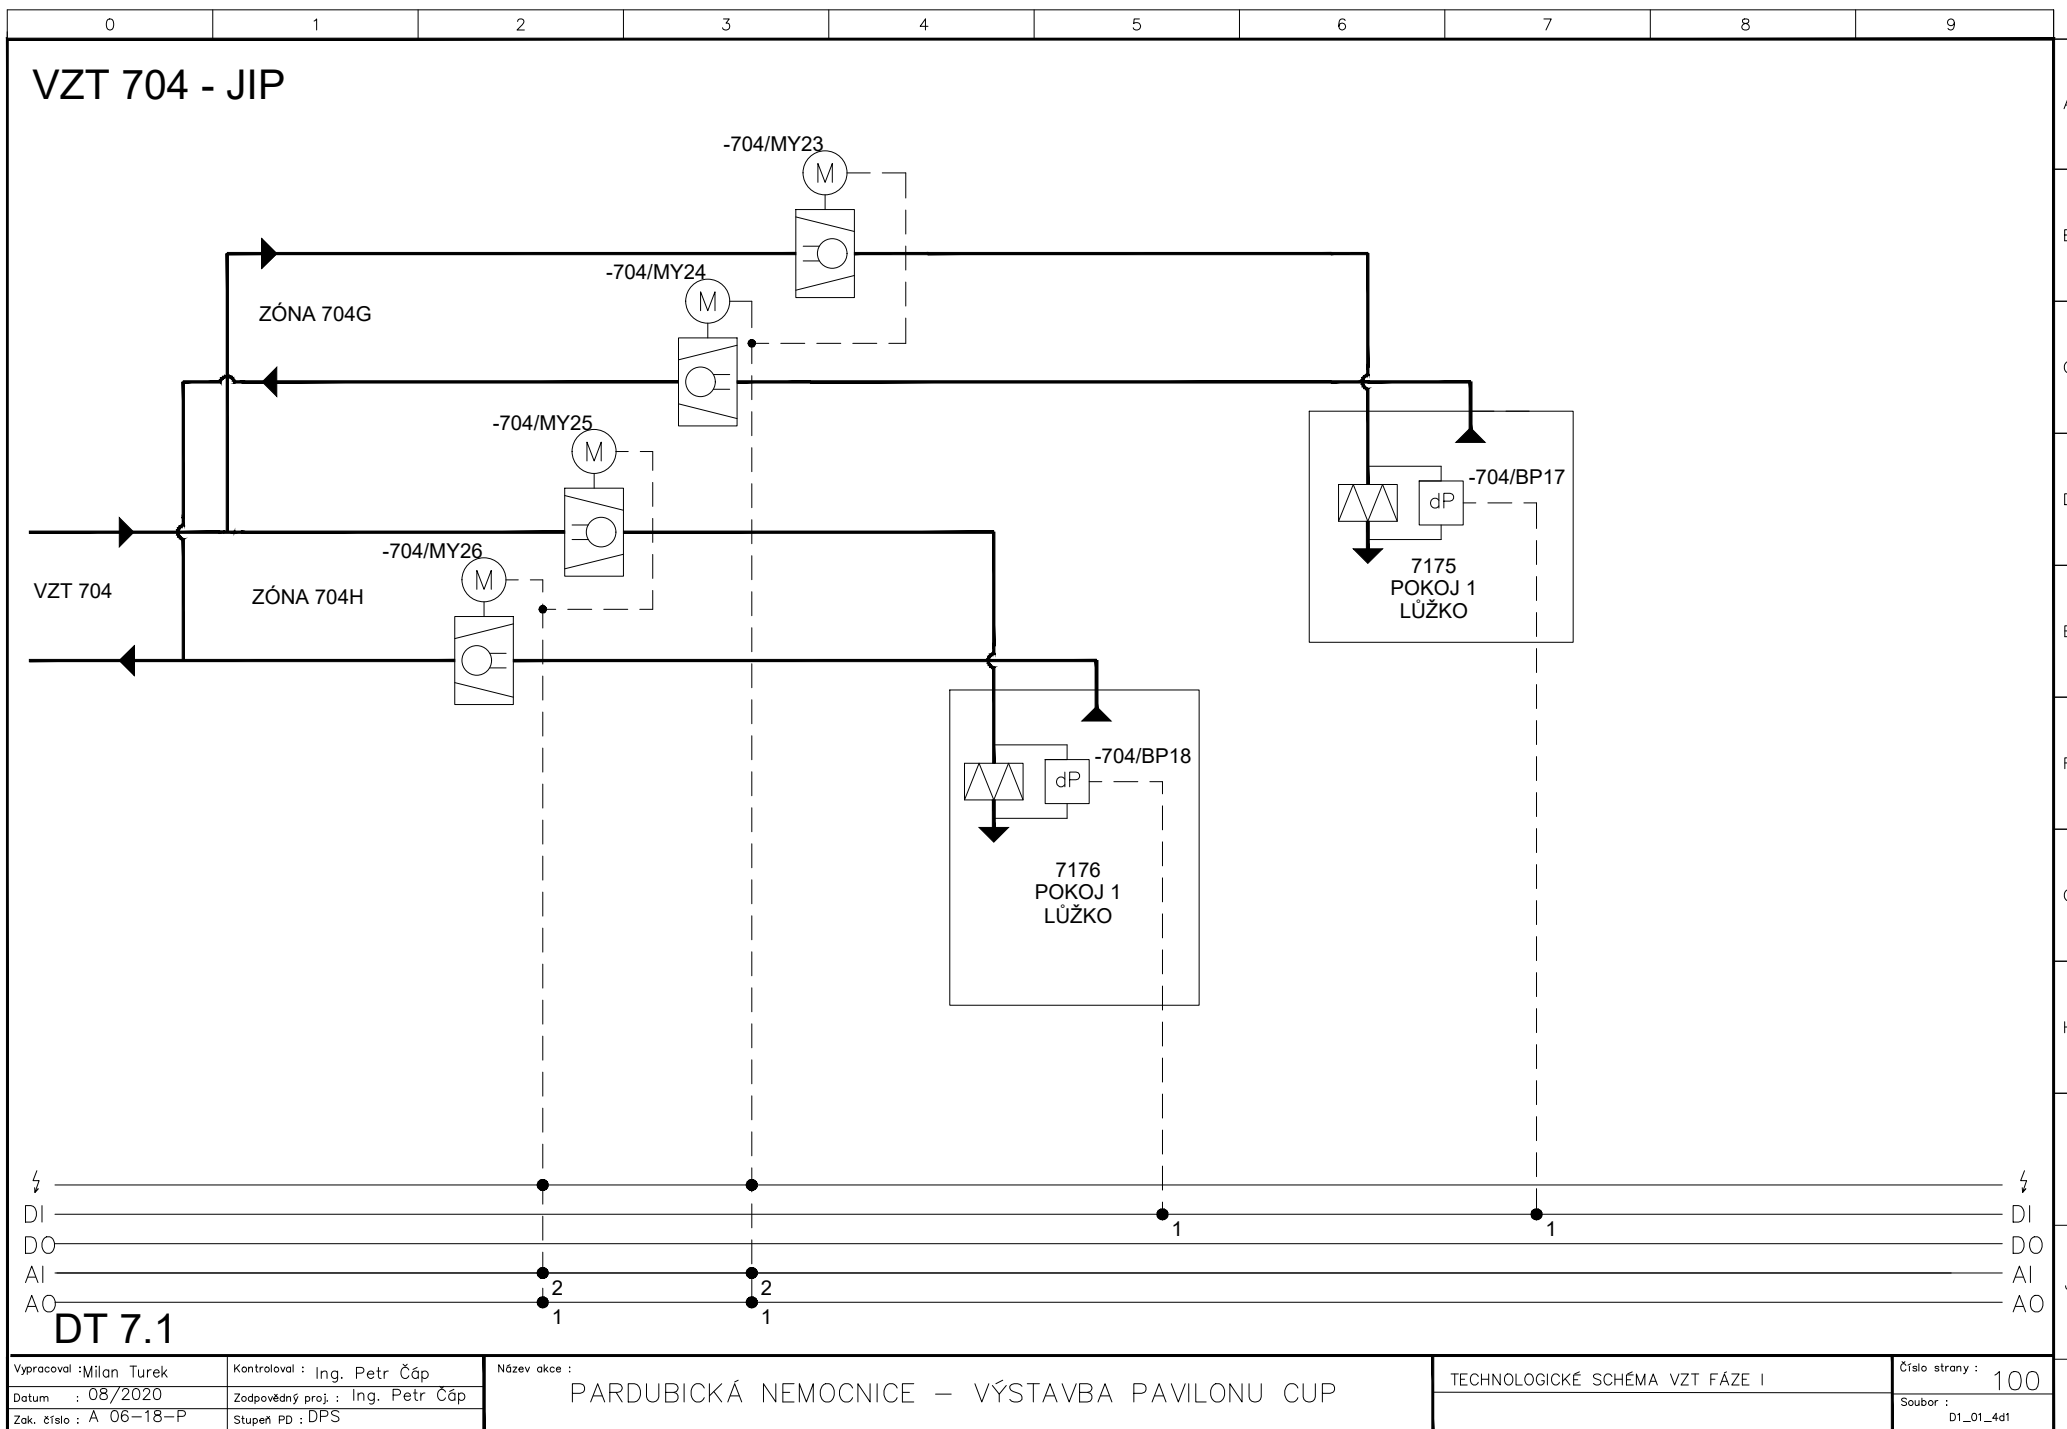 0 1 2 3 4 5 6 7 8 9
VZT 704 - JIP
A
-704/MY23
M
B
-704/MY24
M
ZÓNA 704G
C
-704/MY25
M
-704/BP17
dP
D
-704/MY26
M
7175
POKOJ 1
LŮŽKO
VZT 704
ZÓNA 704H
E
-704/BP18
dP
F
7176
POKOJ 1
LŮŽKO
G
H
DI 1 1 DI
DO DO
AI 2 2 AI
J
AO 1 1 AO
DT 7.1
Vypracoval : Milan Turek
Datum : 08/2020
Zak. číslo : A 06-18-P
Kontroloval : Ing. Petr Čáp
Zodpovědný proj. : Ing. Petr Čáp
Stupeň PD : DPS
Název akce :
PARDUBICKÁ NEMOCNICE – VÝSTAVBA PAVILONU CUP
TECHNOLOGICKÉ SCHÉMA VZT FÁZE I
Číslo strany : 100
Soubor :
D1_01_4d1